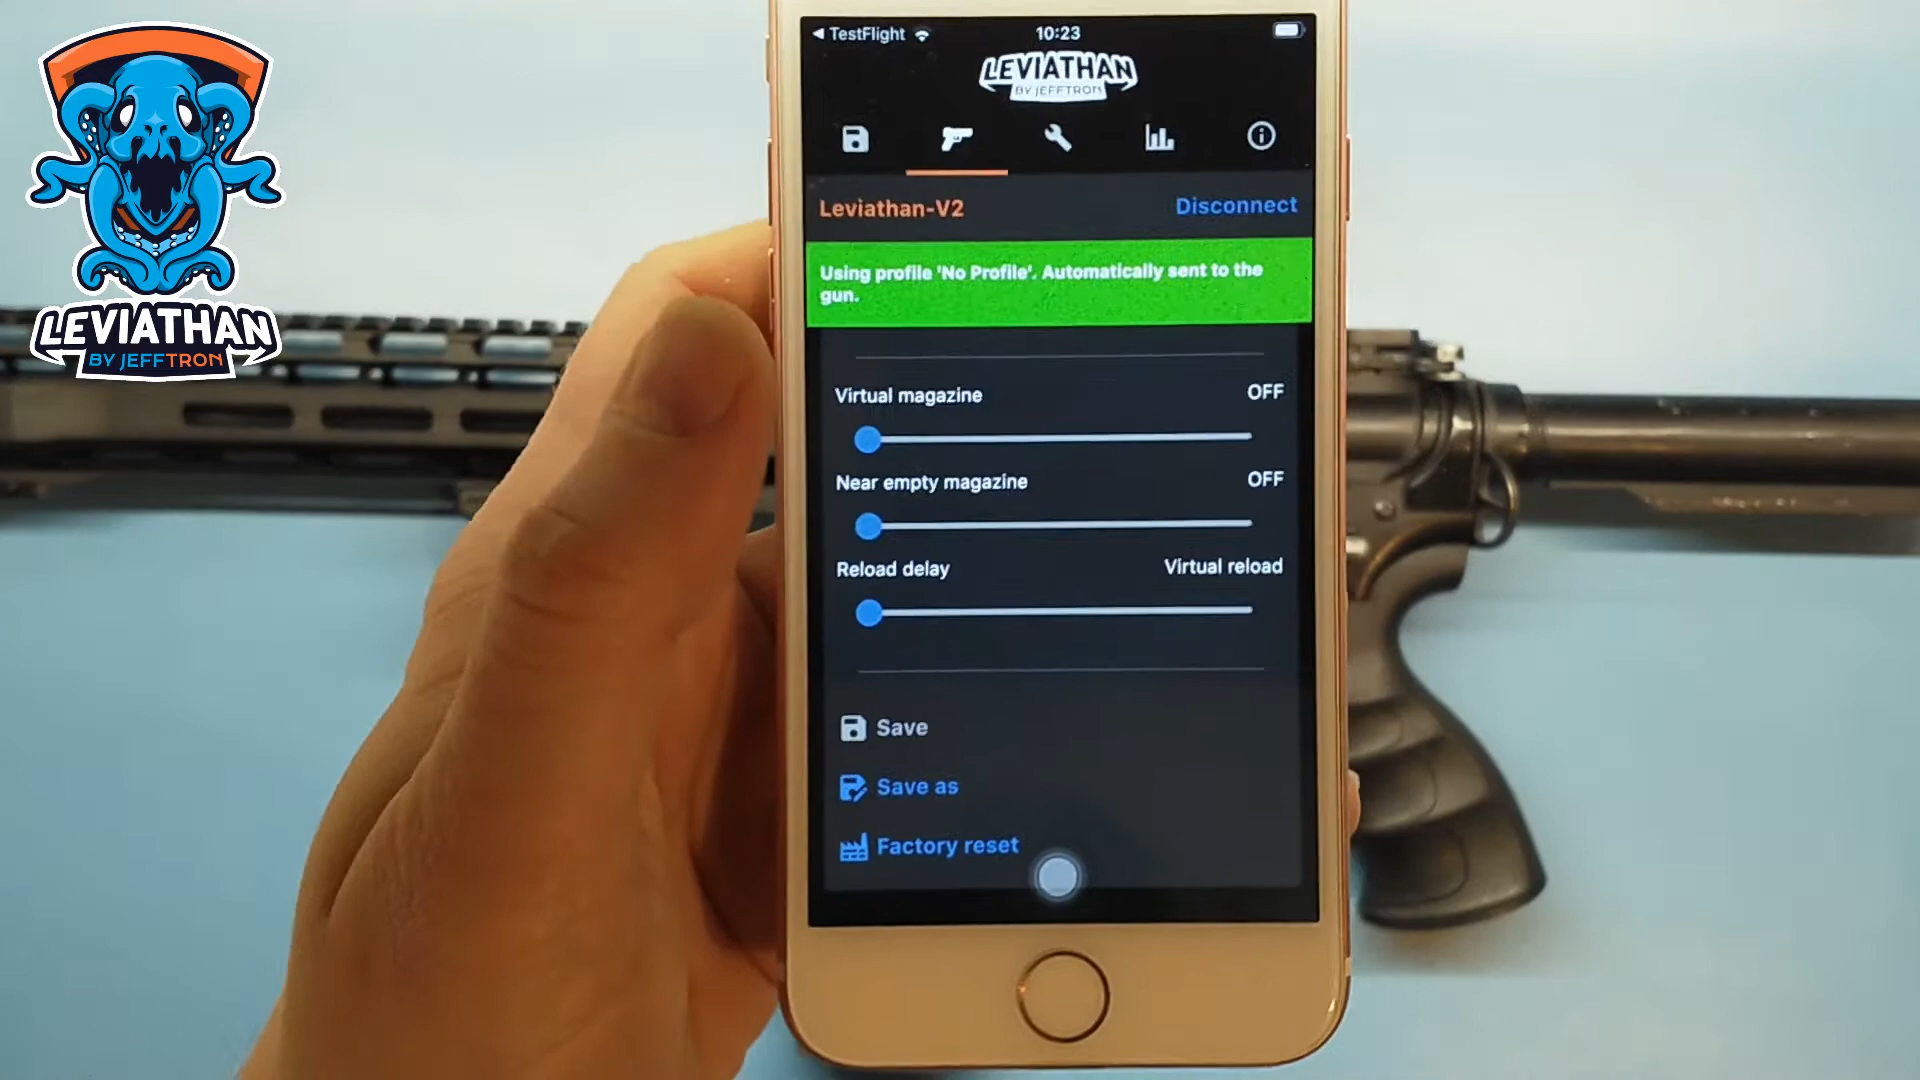 LEVIATHAN
BY JEFFTRON
TestFlight
10:23
LEVIATHAN
BY JEFFTRON
Leviathan-V2
Disconnect
Using profile 'No Profile'. Automatically sent to the
gun.
Virtual magazine
OFF
Near empty magazine
OFF
Reload delay
Virtual reload
Save
Save as
Factory reset